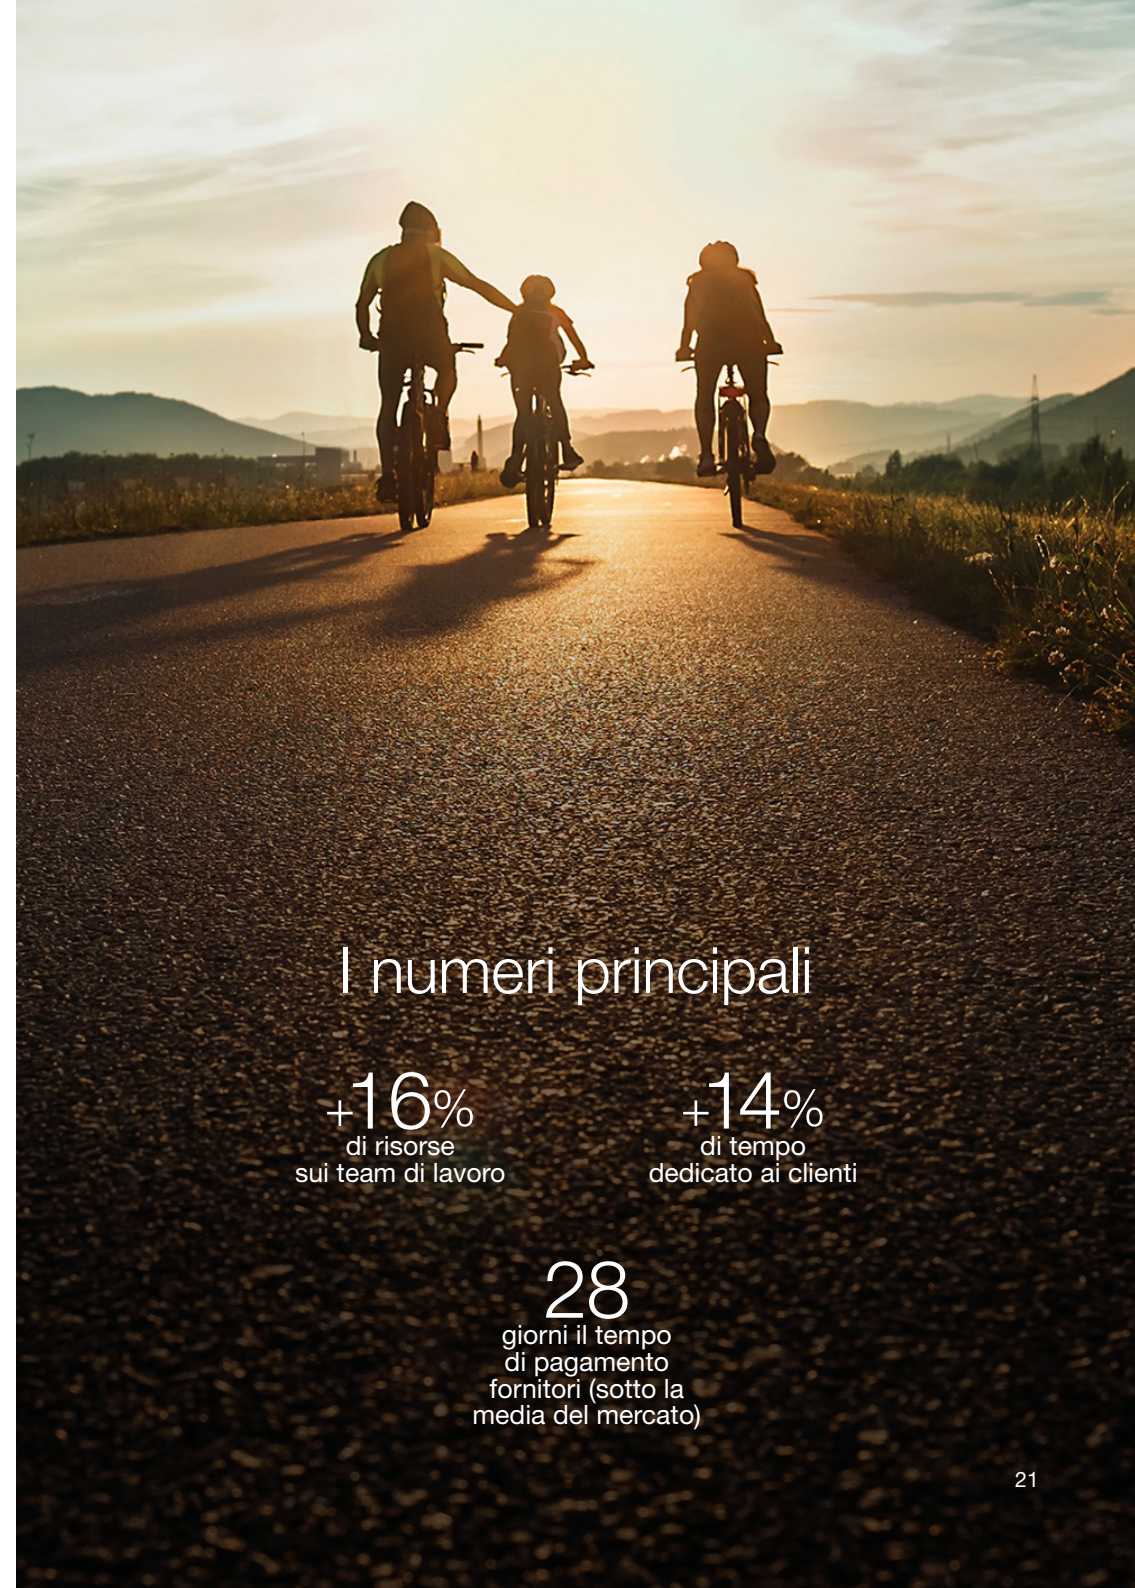 I numeri principali
+16%
di risorse
sui team di lavoro
+14%
di tempo
dedicato ai clienti
28
giorni il tempo
di pagamento
fornitori (sotto la
media del mercato)
21